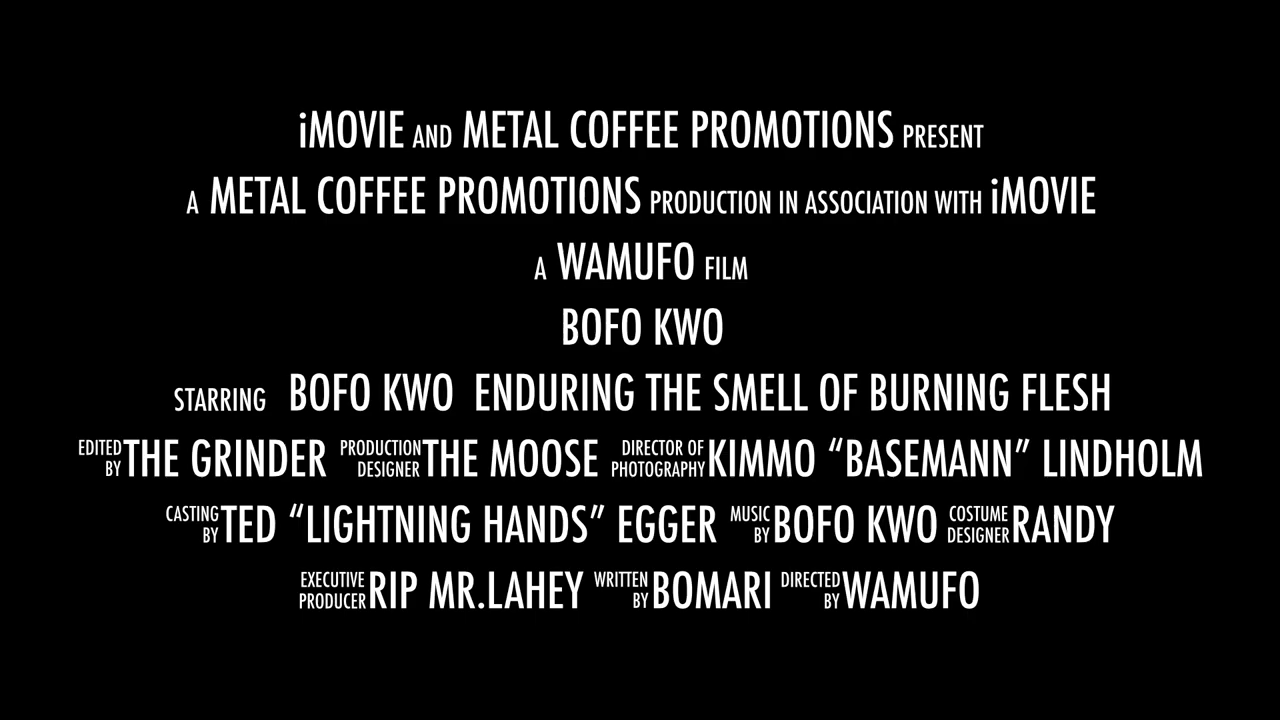 iMOVIE AND METAL COFFEE PROMOTIONS PRESENT
A METAL COFFEE PROMOTIONS PRODUCTION IN ASSOCIATION WITH iMOVIE
A WAMUFO FILM
BOFO KWO
STARRING BOFO KWO ENDURING THE SMELL OF BURNING FLESH
EDITED BY THE GRINDER PRODUCTION DESIGNER THE MOOSE DIRECTOR OF PHOTOGRAPHY KIMMO “BASEMANN” LINDHOLM
CASTING BY TED “LIGHTNING HANDS” EGGER MUSIC BY BOFO KWO COSTUME DESIGNER RANDY
EXECUTIVE PRODUCER RIP MR.LAHEY WRITTEN BY BOMARI DIRECTED BY WAMUFO